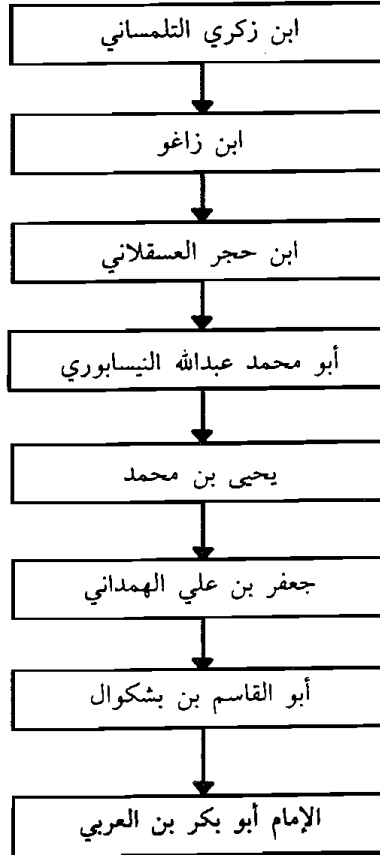 ابن زكري التلمساني
ابن زاغو
ابن حجر العسقلاني
أبو محمد عبدالله النيسابوري
يحيى بن محمد
جعفر بن علي الهمداني
أبو القاسم بن بشكوال
الإمام أبو بكر بن العربي